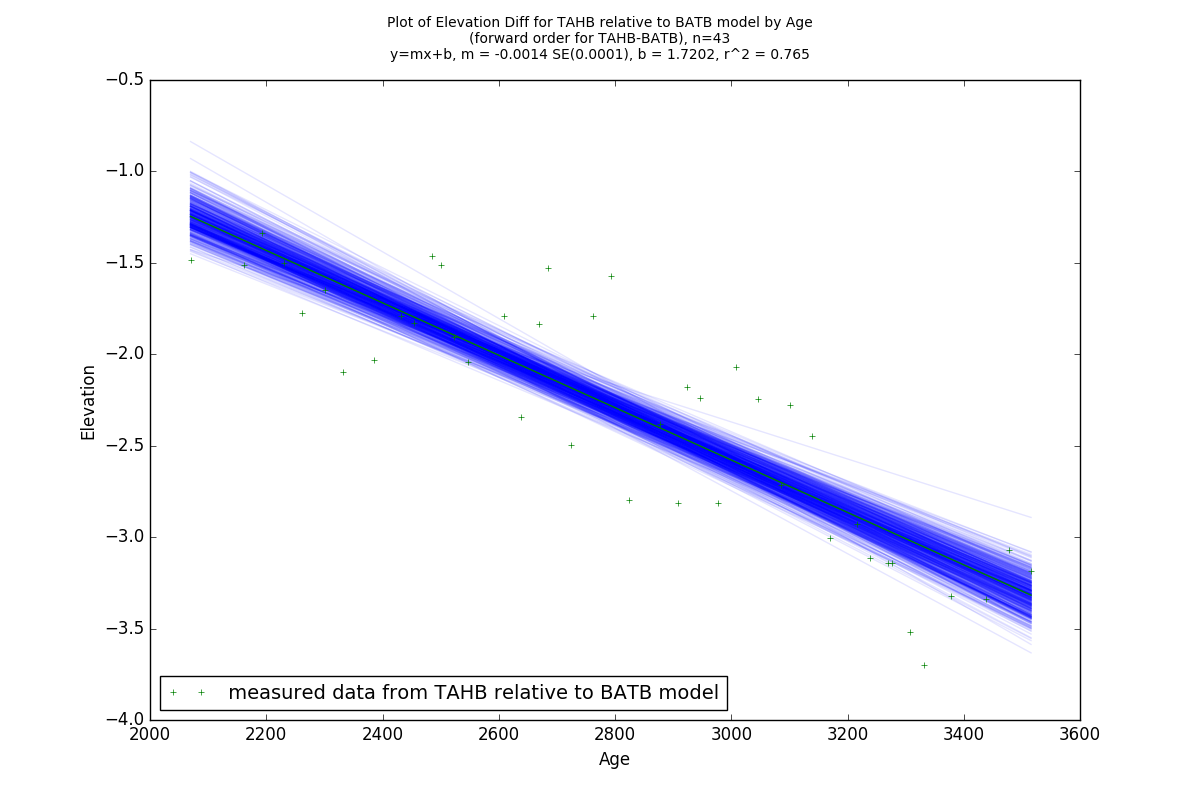 Plot of Elevation Diff for TAHB relative to BATB model by Age
(forward order for TAHB-BATB), n=43
y=mx+b, m = -0.0014 SE(0.0001), b = 1.7202, r^2 = 0.765
−0.5
−1.0
−1.5
−2.0
−2.5
−3.0
−3.5
−4.0
Elevation
measured data from TAHB relative to BATB model
2000 2200 2400 2600 2800 3000 3200 3400 3600
Age